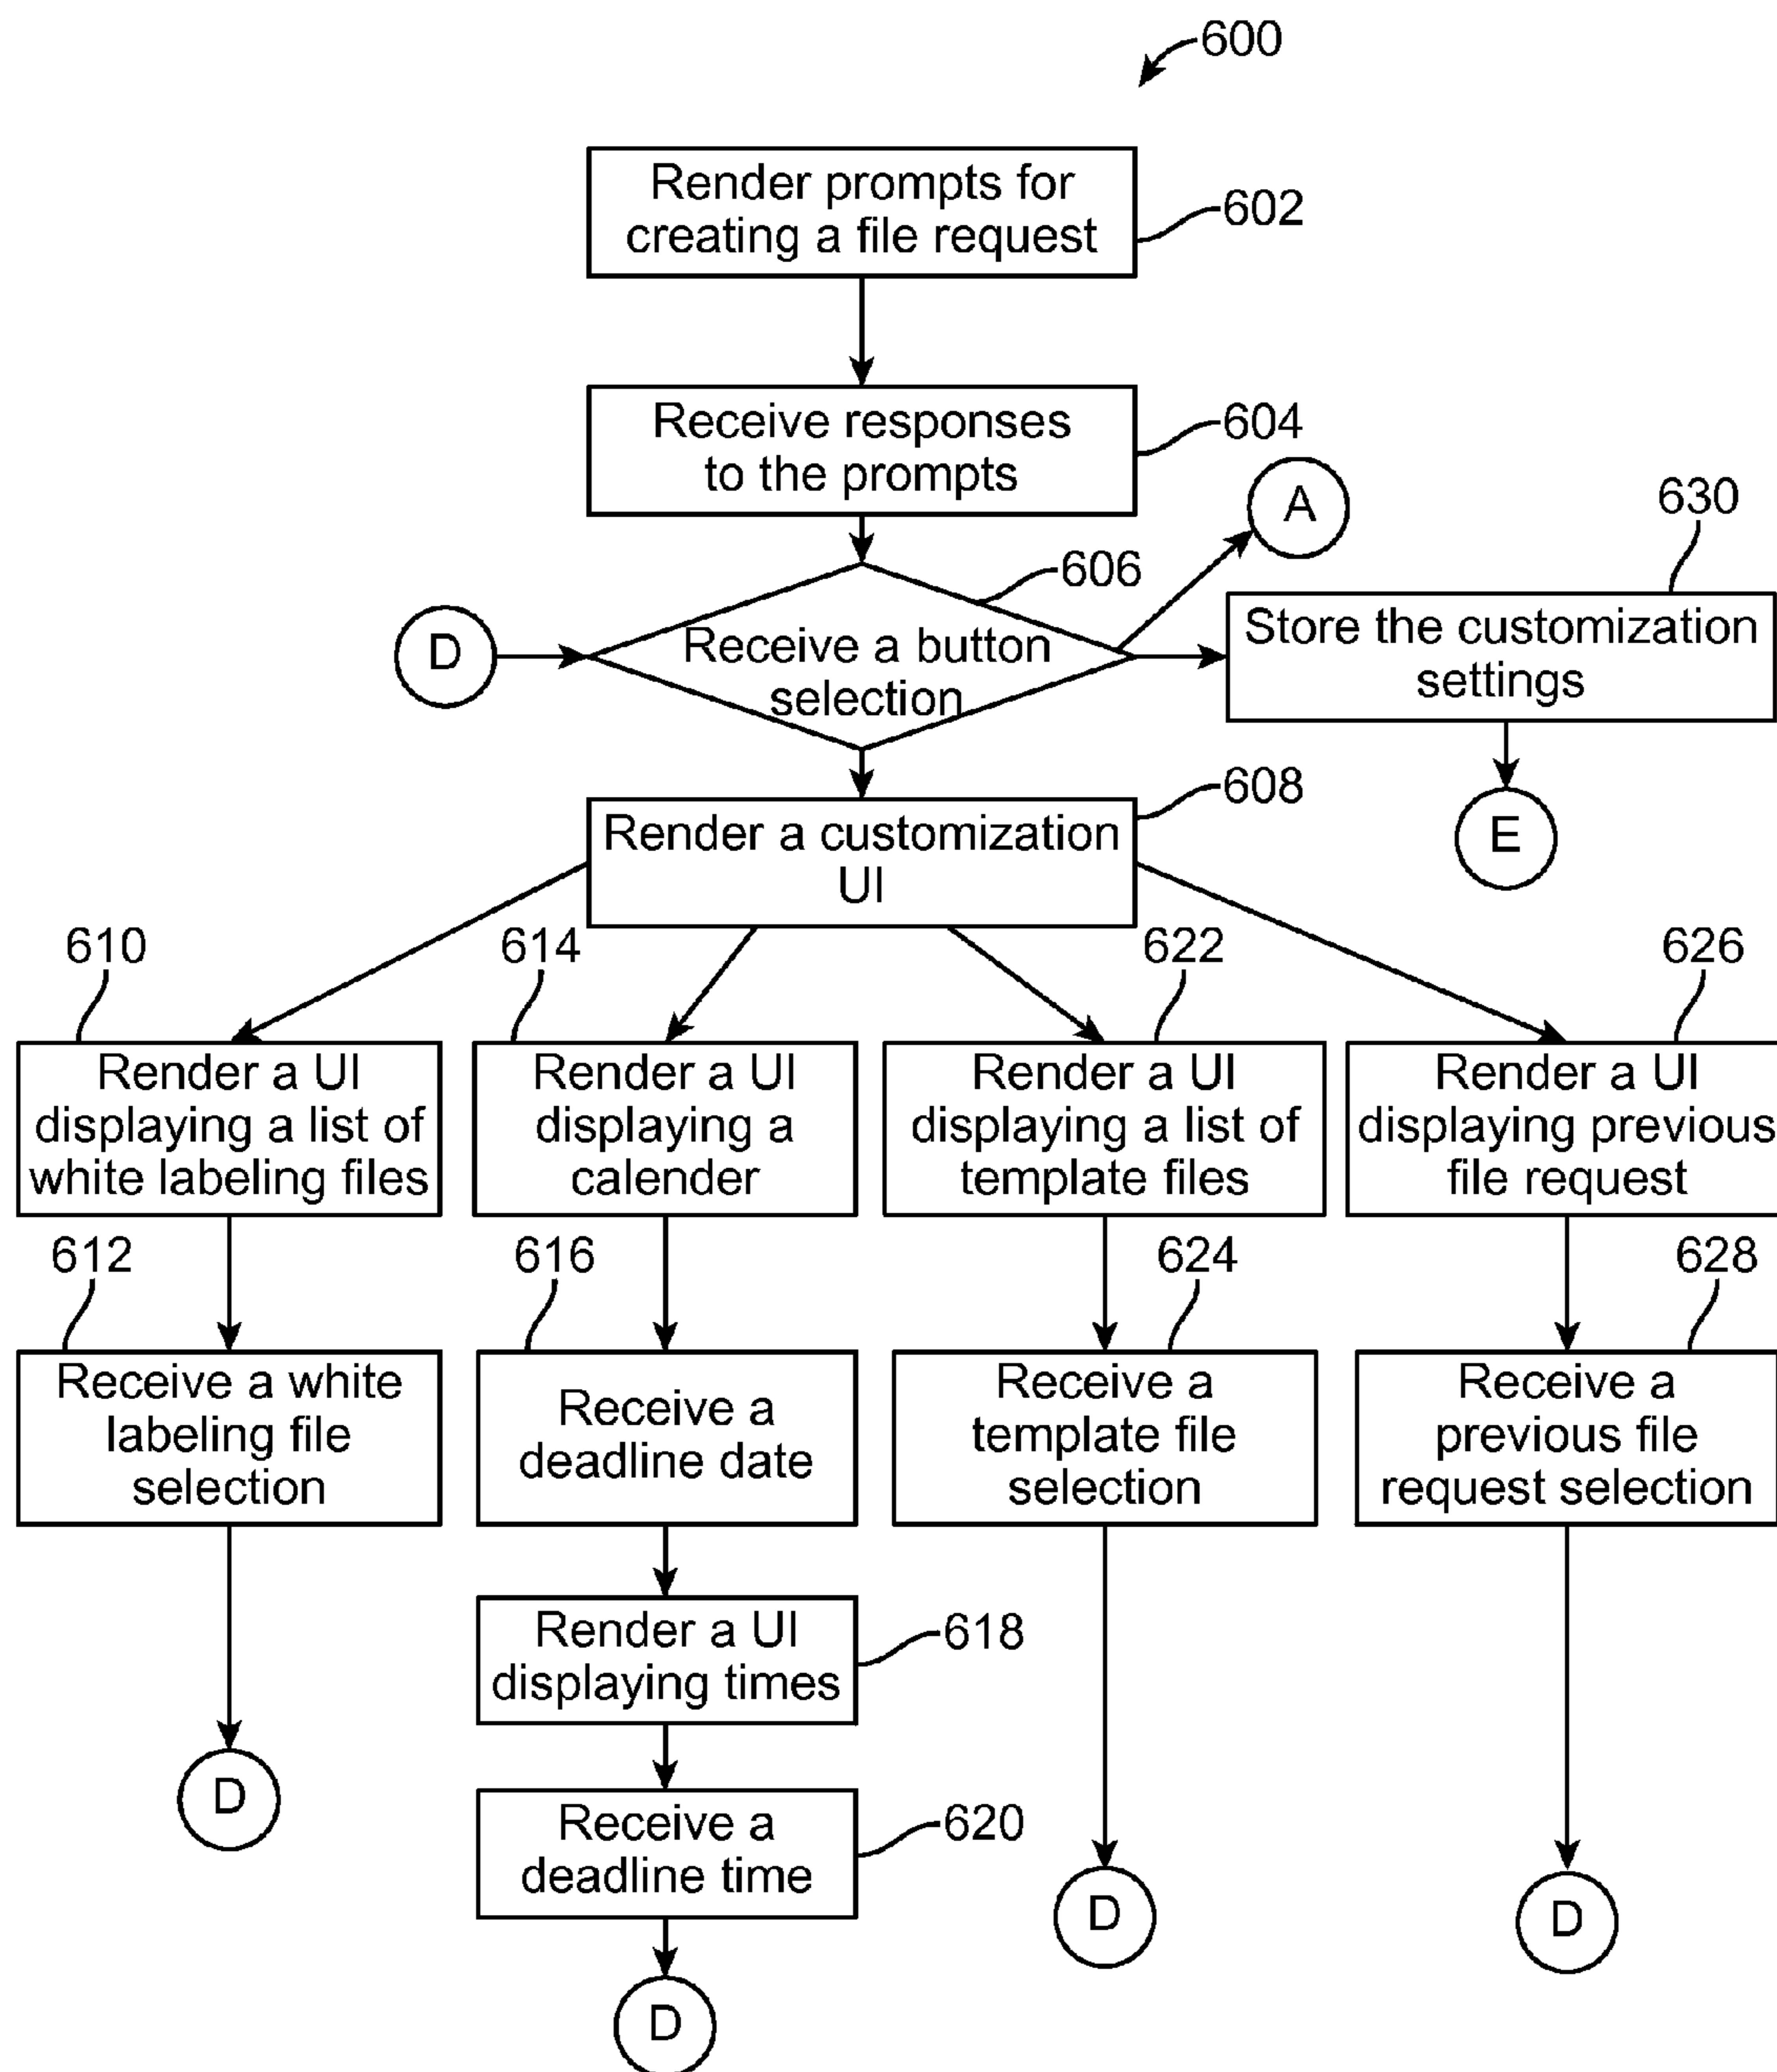 600
Render prompts for
creating a file request
602
Receive responses
to the prompts
604
A
630
606
D
Receive a button
selection
Store the customization
settings
608
Render a customization
UI
E
610
614
622
626
Render a UI
displaying a list of
white labeling files
Render a UI
displaying a
calender
Render a UI
displaying a list of
template files
Render a UI
displaying previous
file request
612
616
624
628
Receive a white
labeling file
selection
Receive a
deadline date
Receive a
template file
selection
Receive a
previous file
request selection
Render a UI
displaying times
618
D
Receive a
deadline time
620
D
D
D